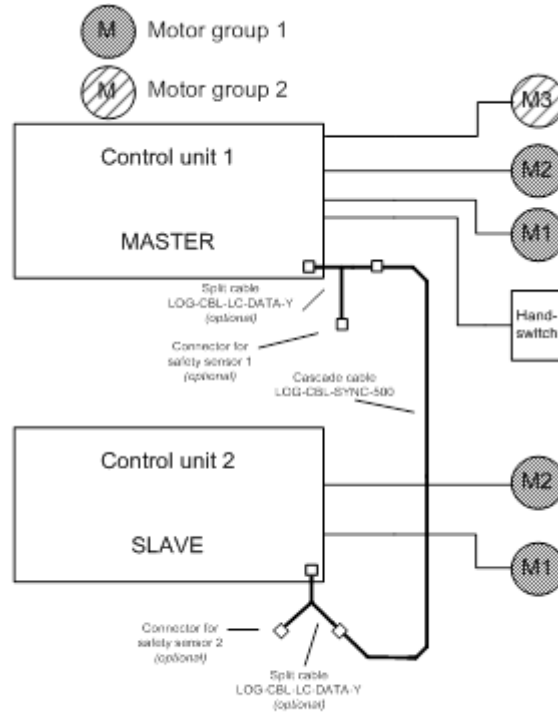 M Motor group 1
M Motor group 2
M3
Control unit 1
M2
MASTER
M1
Split cable
LOG-CBL-LC-DATA-Y
(optional)
Hand-
switch
Connector for
safety sensor 1
(optional)
Cascade cable
LOG-CBL-SYNC-500
Control unit 2
M2
SLAVE
M1
Connector for
safety sensor 2
(optional)
Split cable
LOG-CBL-LC-DATA-Y
(optional)